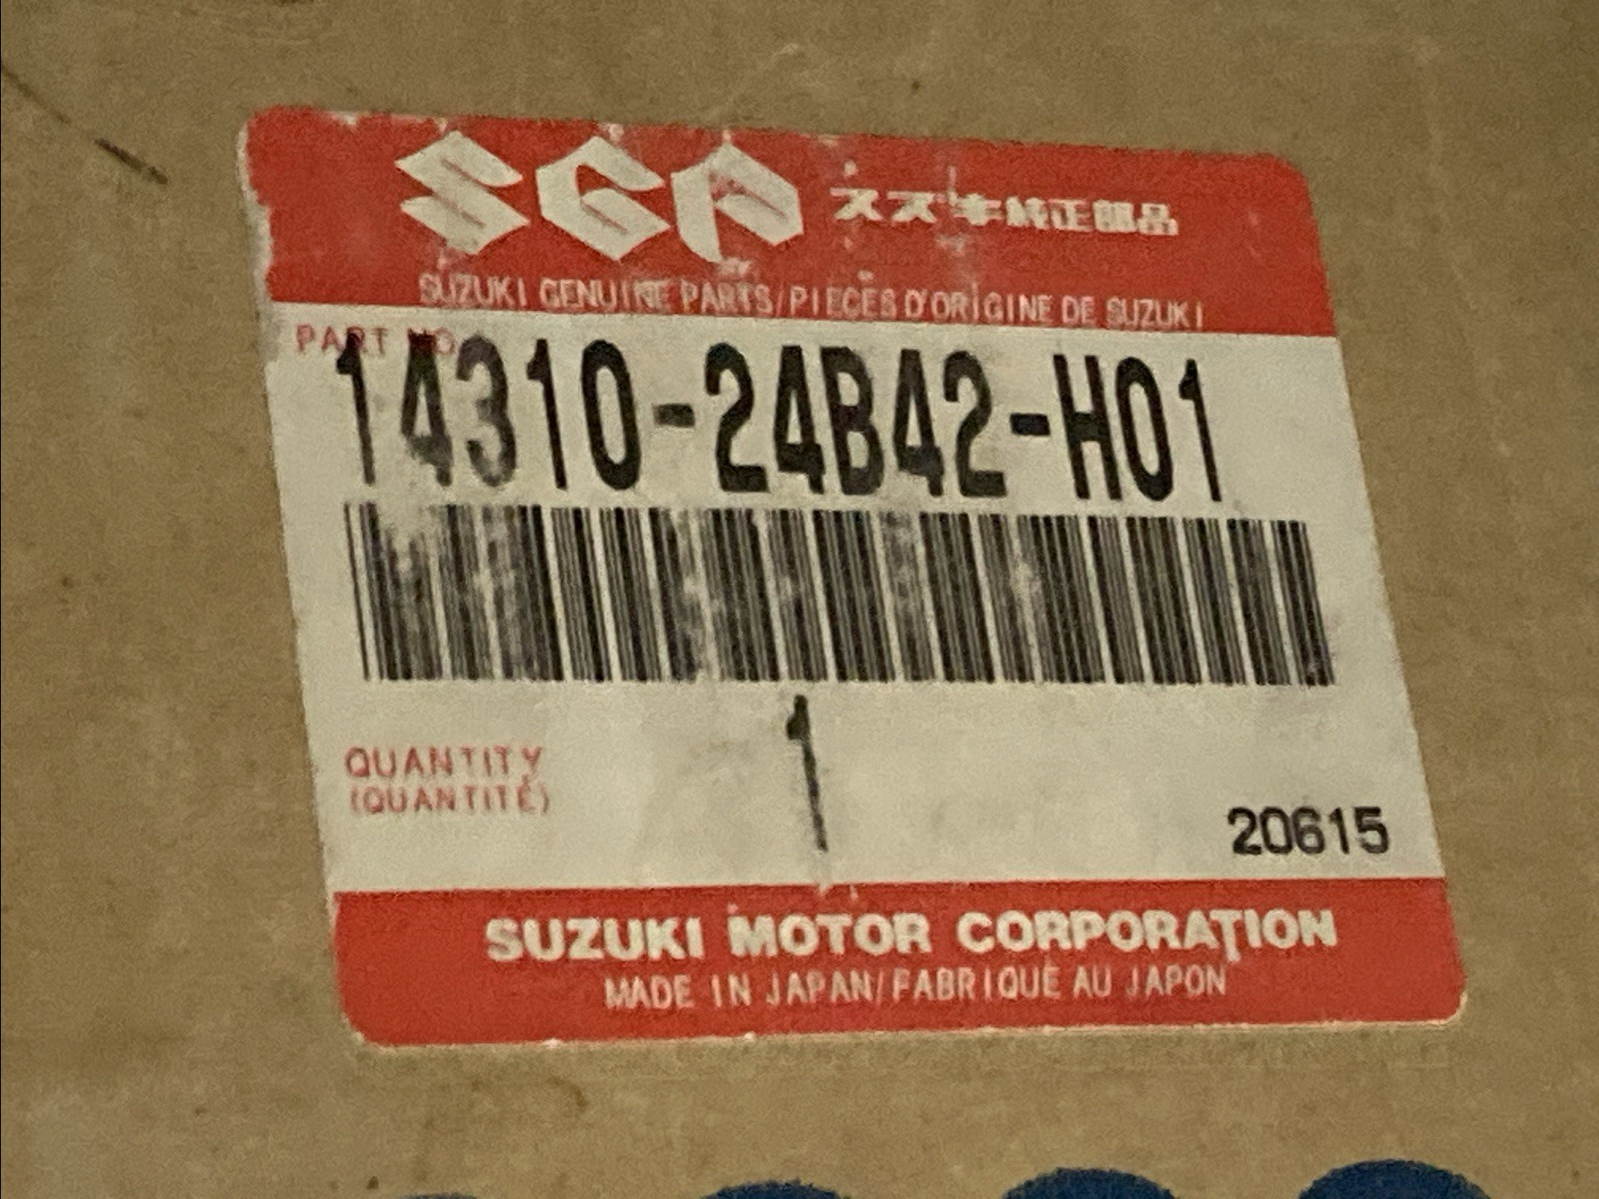 SGP スズキ純正部品
SUZUKI GENUINE PARTS/PIECES D'ORIGINE DE SUZUKI
PART NO.
14310-24B42-H01
1
QUANTITY
(QUANTITÉ)
20615
SUZUKI MOTOR CORPORATION
MADE IN JAPAN/FABRIQUÉ AU JAPON